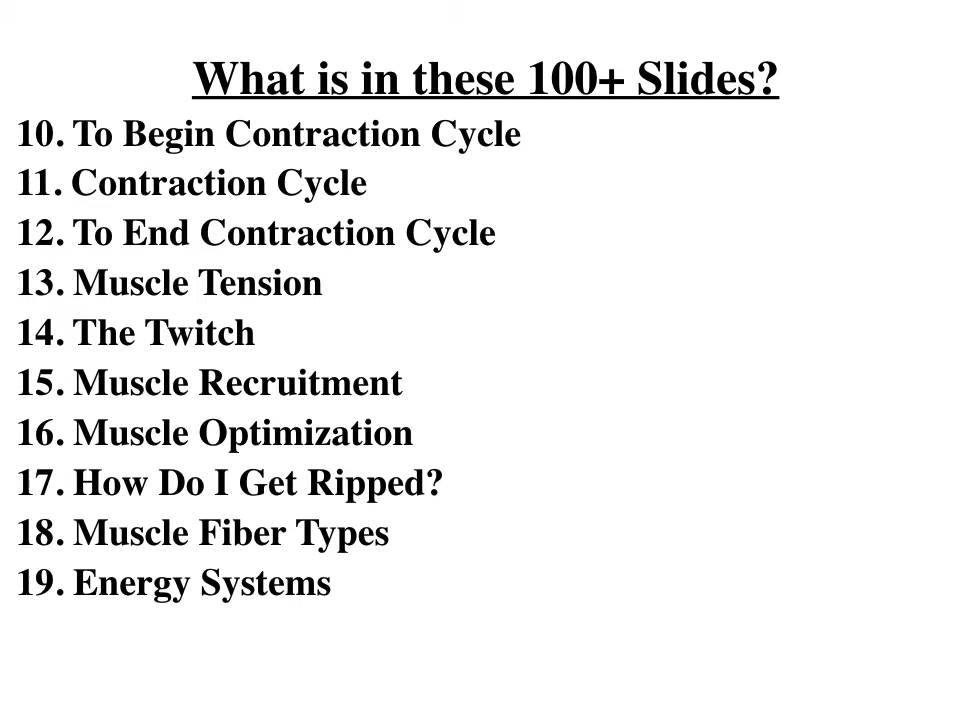 What is in these 100+ Slides?
10. To Begin Contraction Cycle
11. Contraction Cycle
12. To End Contraction Cycle
13. Muscle Tension
14. The Twitch
15. Muscle Recruitment
16. Muscle Optimization
17. How Do I Get Ripped?
18. Muscle Fiber Types
19. Energy Systems